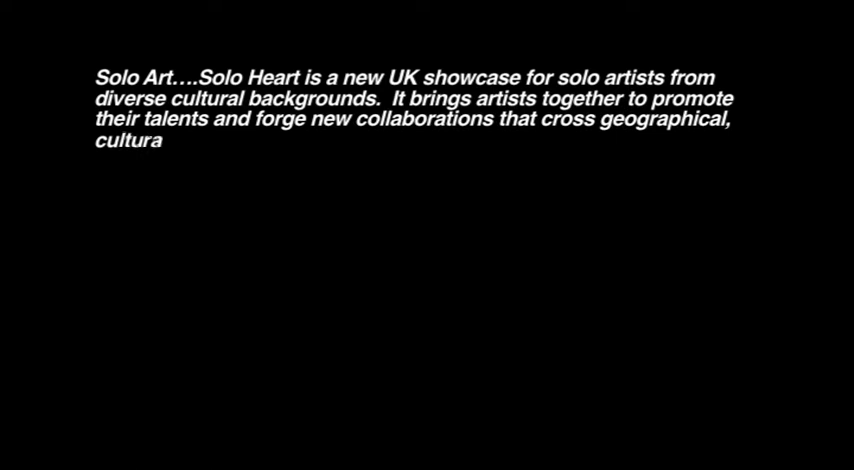 Solo Art....Solo Heart is a new UK showcase for solo artists from
diverse cultural backgrounds.  It brings artists together to promote
their talents and forge new collaborations that cross geographical,
cultura